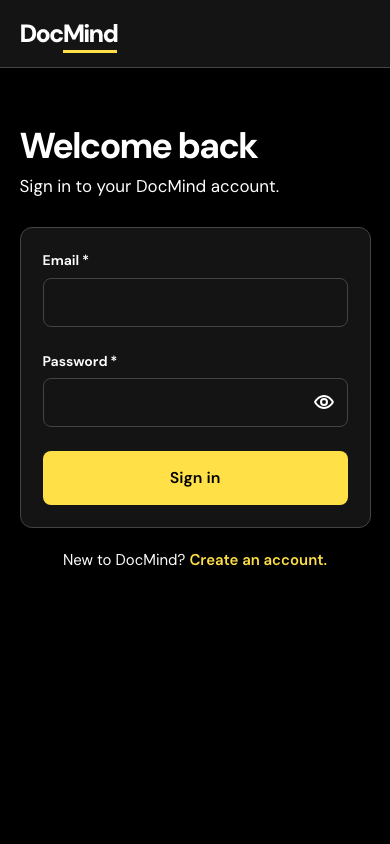 DocMind
Welcome back
Sign in to your DocMind account.
Email *
Password *
Sign in
New to DocMind? Create an account.